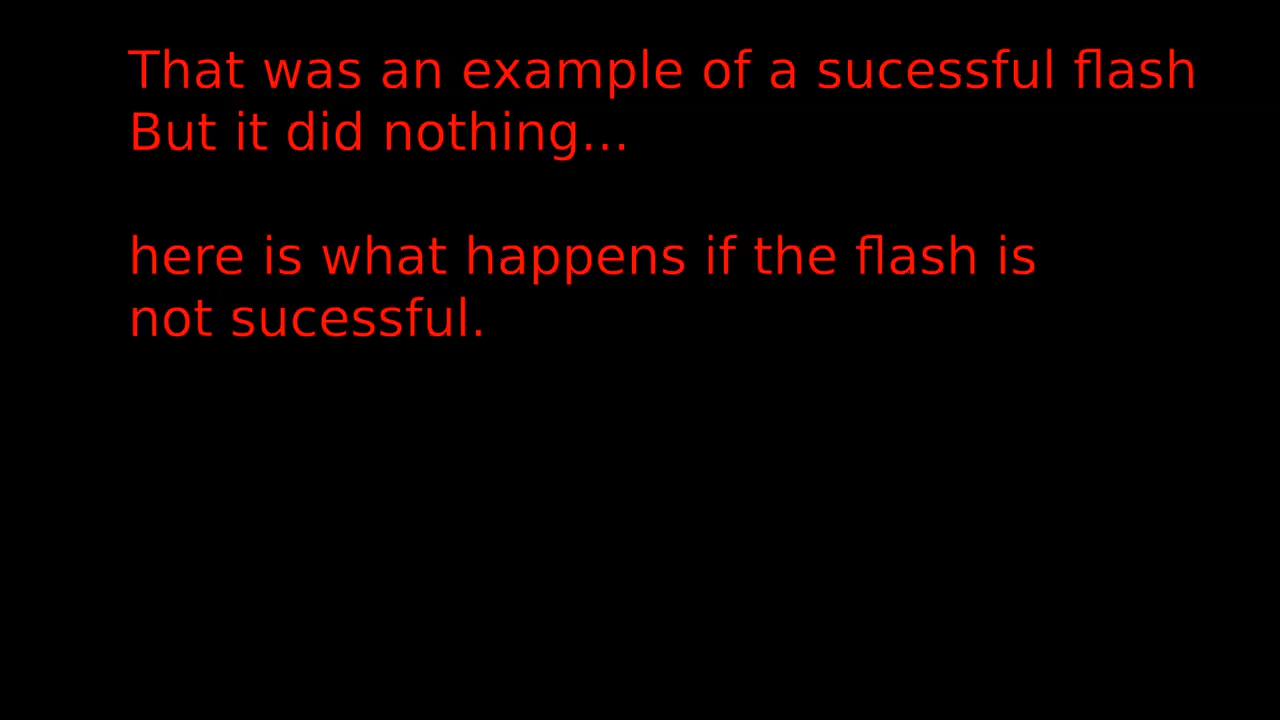 That was an example of a sucessful flash
But it did nothing...
here is what happens if the flash is
not sucessful.